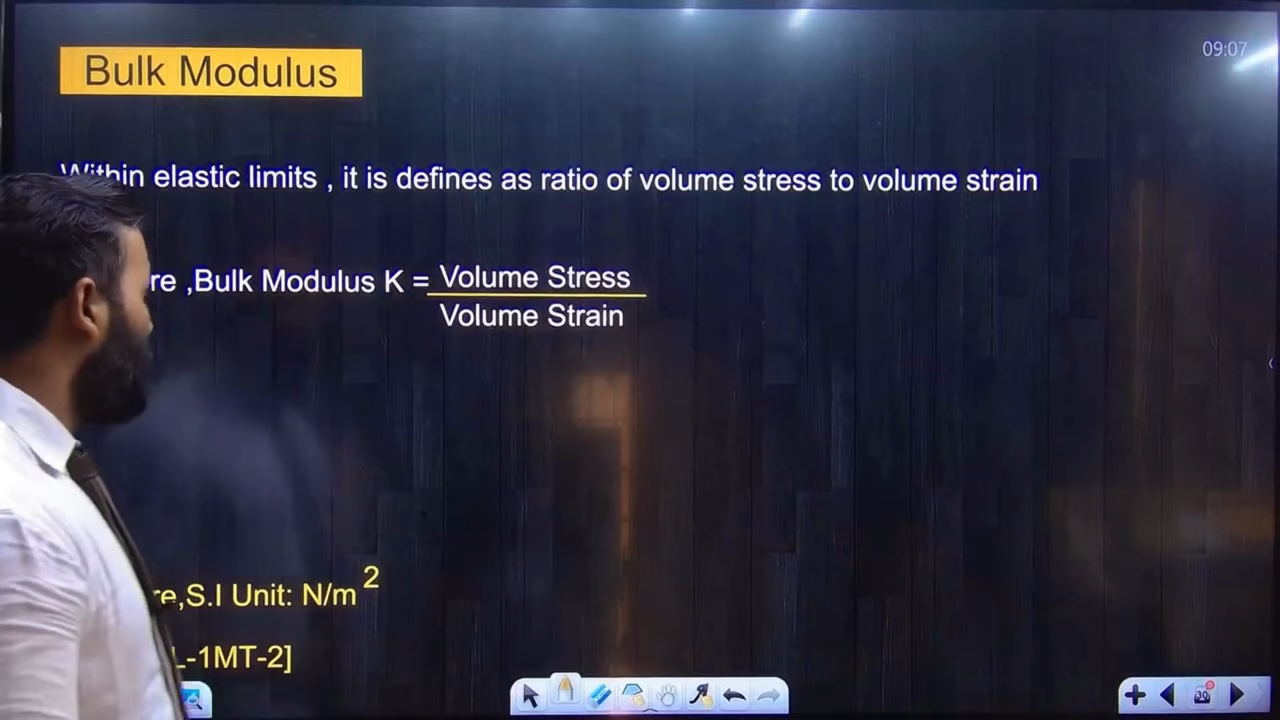 Bulk Modulus
09:07
Within elastic limits , it is defines as ratio of volume stress to volume strain
re ,Bulk Modulus K = Volume Stress
Volume Strain
re,S.I Unit: N/m 2
L-1MT-2]
30